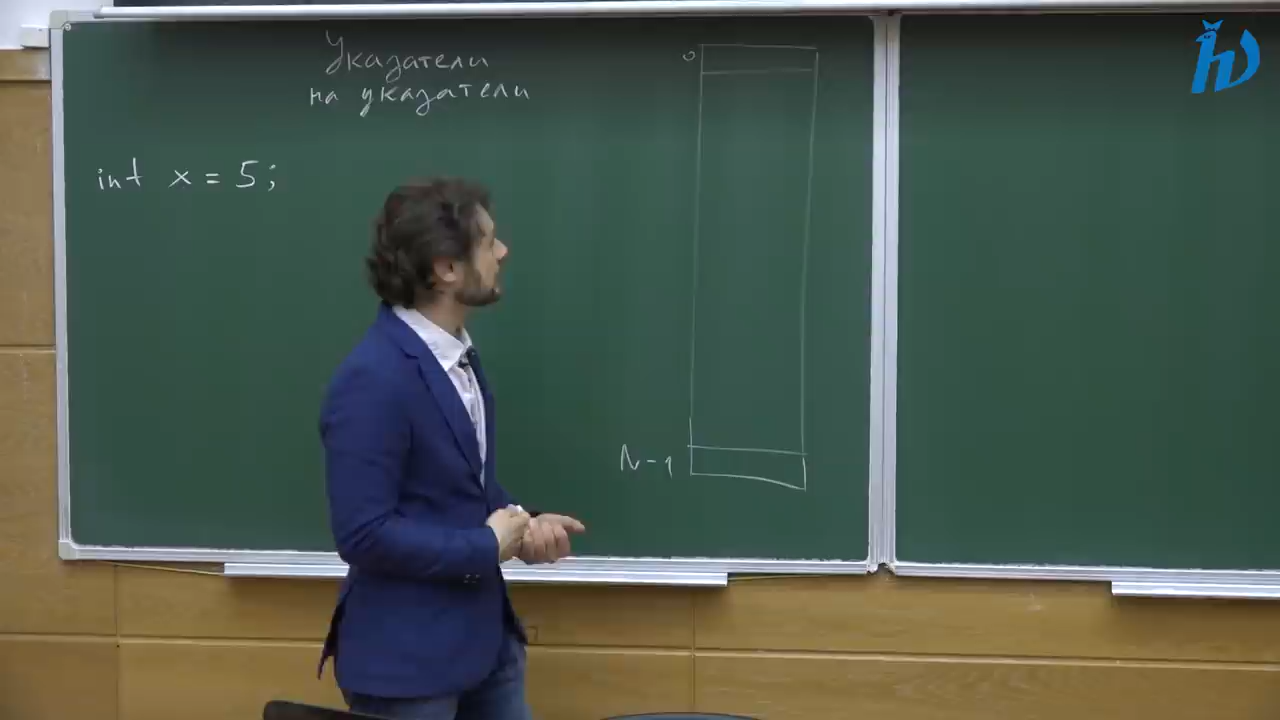 Указатели
на указатели
int x = 5;
0
N-1